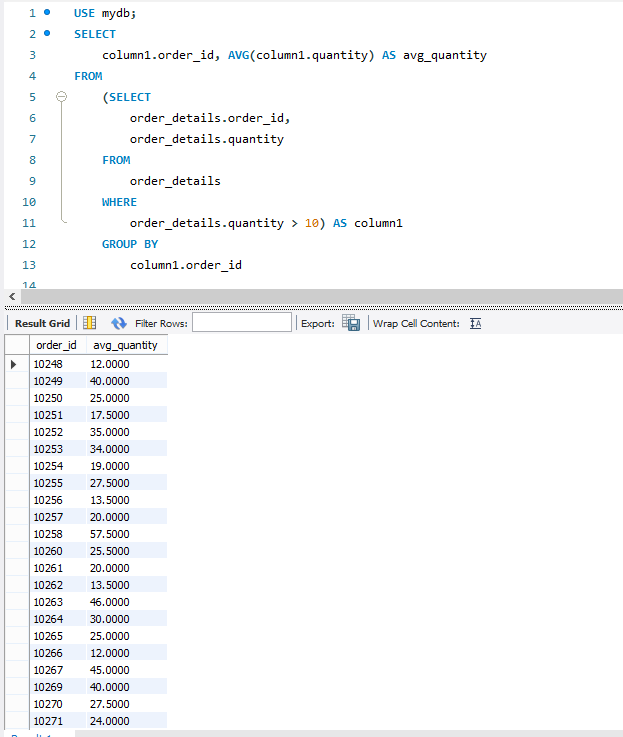 1 USE mydb;
2 SELECT
3 column1.order_id, AVG(column1.quantity) AS avg_quantity
4 FROM
5 (SELECT
6 order_details.order_id,
7 order_details.quantity
8 FROM
9 order_details
10 WHERE
11 order_details.quantity > 10) AS column1
12 GROUP BY
13 column1.order_id
14
Result Grid Filter Rows: Export: Wrap Cell Content: IA
order_id avg_quantity
10248 12.0000
10249 40.0000
10250 25.0000
10251 17.5000
10252 35.0000
10253 34.0000
10254 19.0000
10255 27.5000
10256 13.5000
10257 20.0000
10258 57.5000
10260 25.5000
10261 20.0000
10262 13.5000
10263 46.0000
10264 30.0000
10265 25.0000
10266 12.0000
10267 45.0000
10269 40.0000
10270 27.5000
10271 24.0000